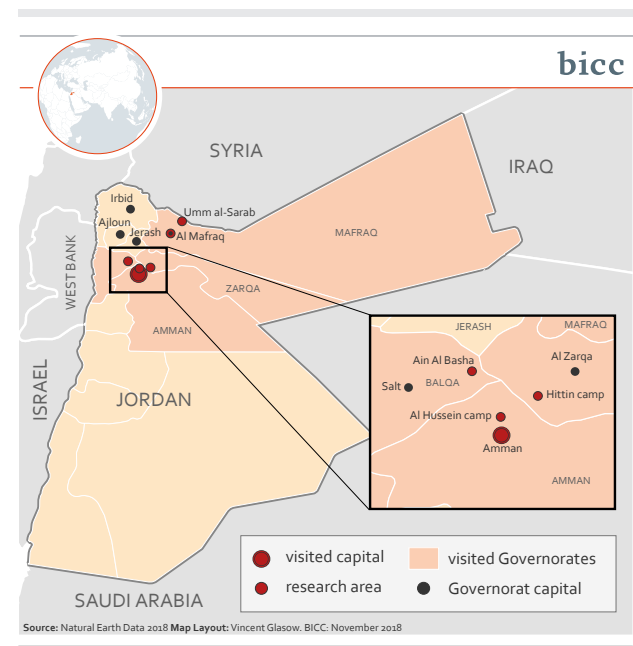 bicc
SYRIA
IRAQ
Irbid
Umm al-Sarab
Ajloun
Jerash
Al Mafraq
MAFRAQ
WESTBANK
ZARQA
AMMAN
JERASH
MAFRAQ
Ain Al Basha
Al Zarqa
Salt
BALQA
Hittin camp
Al Hussein camp
Amman
AMMAN
ISRAEL
JORDAN
visited capital
visited Governorates
research area
Governorat capital
SAUDI ARABIA
Source: Natural Earth Data 2018 Map Layout: Vincent Glasow. BICC: November 2018